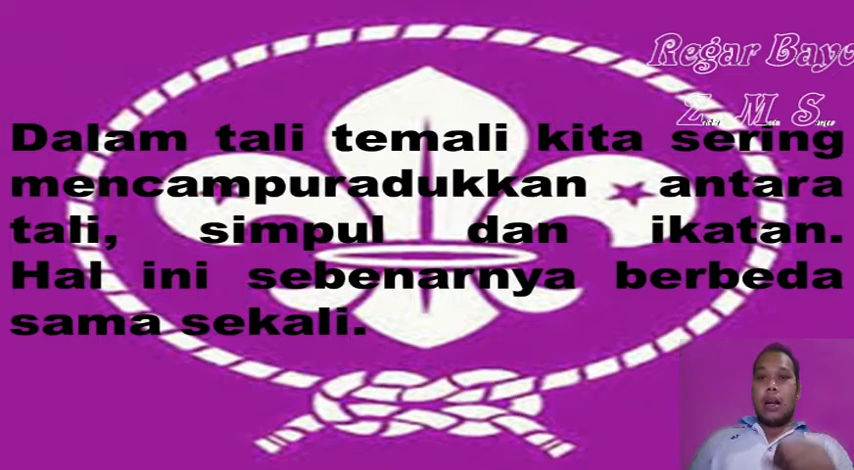 Regar Bayo
Z M S
Dalam tali temali kita sering
mencampuradukkan antara
tali, simpul dan ikatan.
Hal ini sebenarnya berbeda
sama sekali.